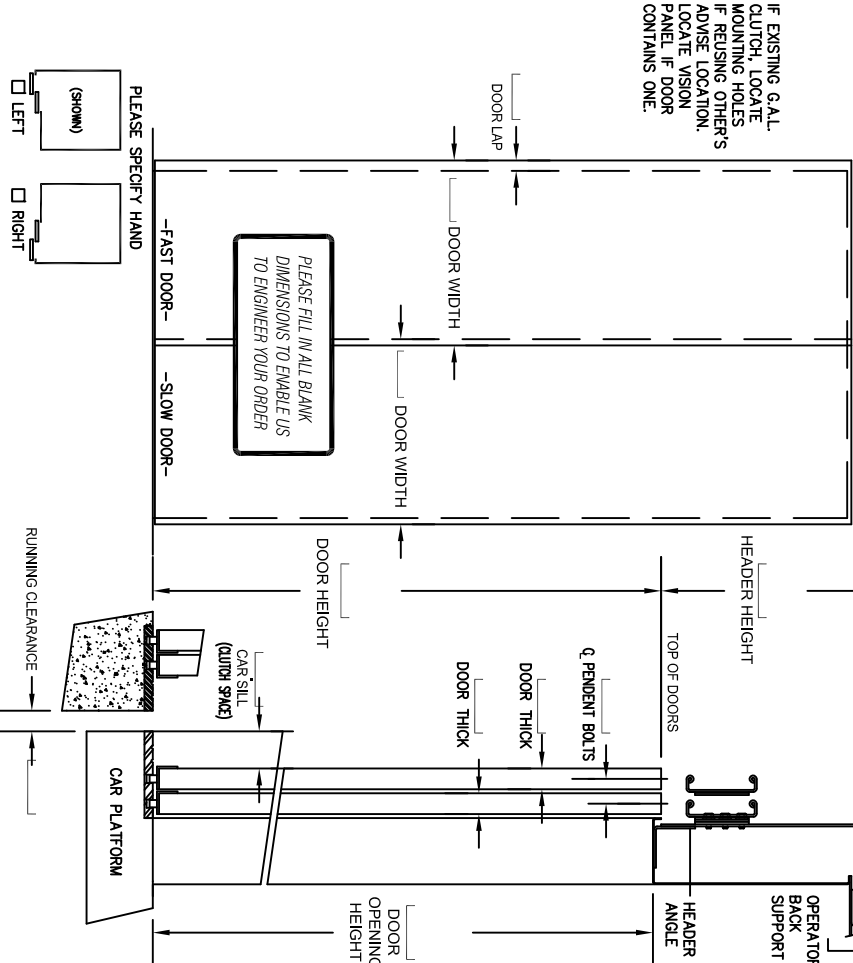 IF EXISTING G.A.L.
CLUTCH, LOCATE
MOUNTING HOLES
IF REUSING OTHER'S
ADVISE LOCATION.
LOCATE VISION
PANEL IF DOOR
CONTAINS ONE.
HEADER HEIGHT
TOP OF DOORS
OPERATOR
BACK
SUPPORT
HEADER
ANGLE
DOOR LAP
DOOR WIDTH
DOOR WIDTH
DOOR HEIGHT
℄ PENDENT BOLTS
DOOR THICK
DOOR THICK
DOOR
OPENING
HEIGHT
PLEASE FILL IN ALL BLANK
DIMENSIONS TO ENABLE US
TO ENGINEER YOUR ORDER
CAR SILL
(CLUTCH SPACE)
-FAST DOOR-
-SLOW DOOR-
PLEASE SPECIFY HAND
(SHOWN)
LEFT
RIGHT
RUNNING CLEARANCE
CAR PLATFORM